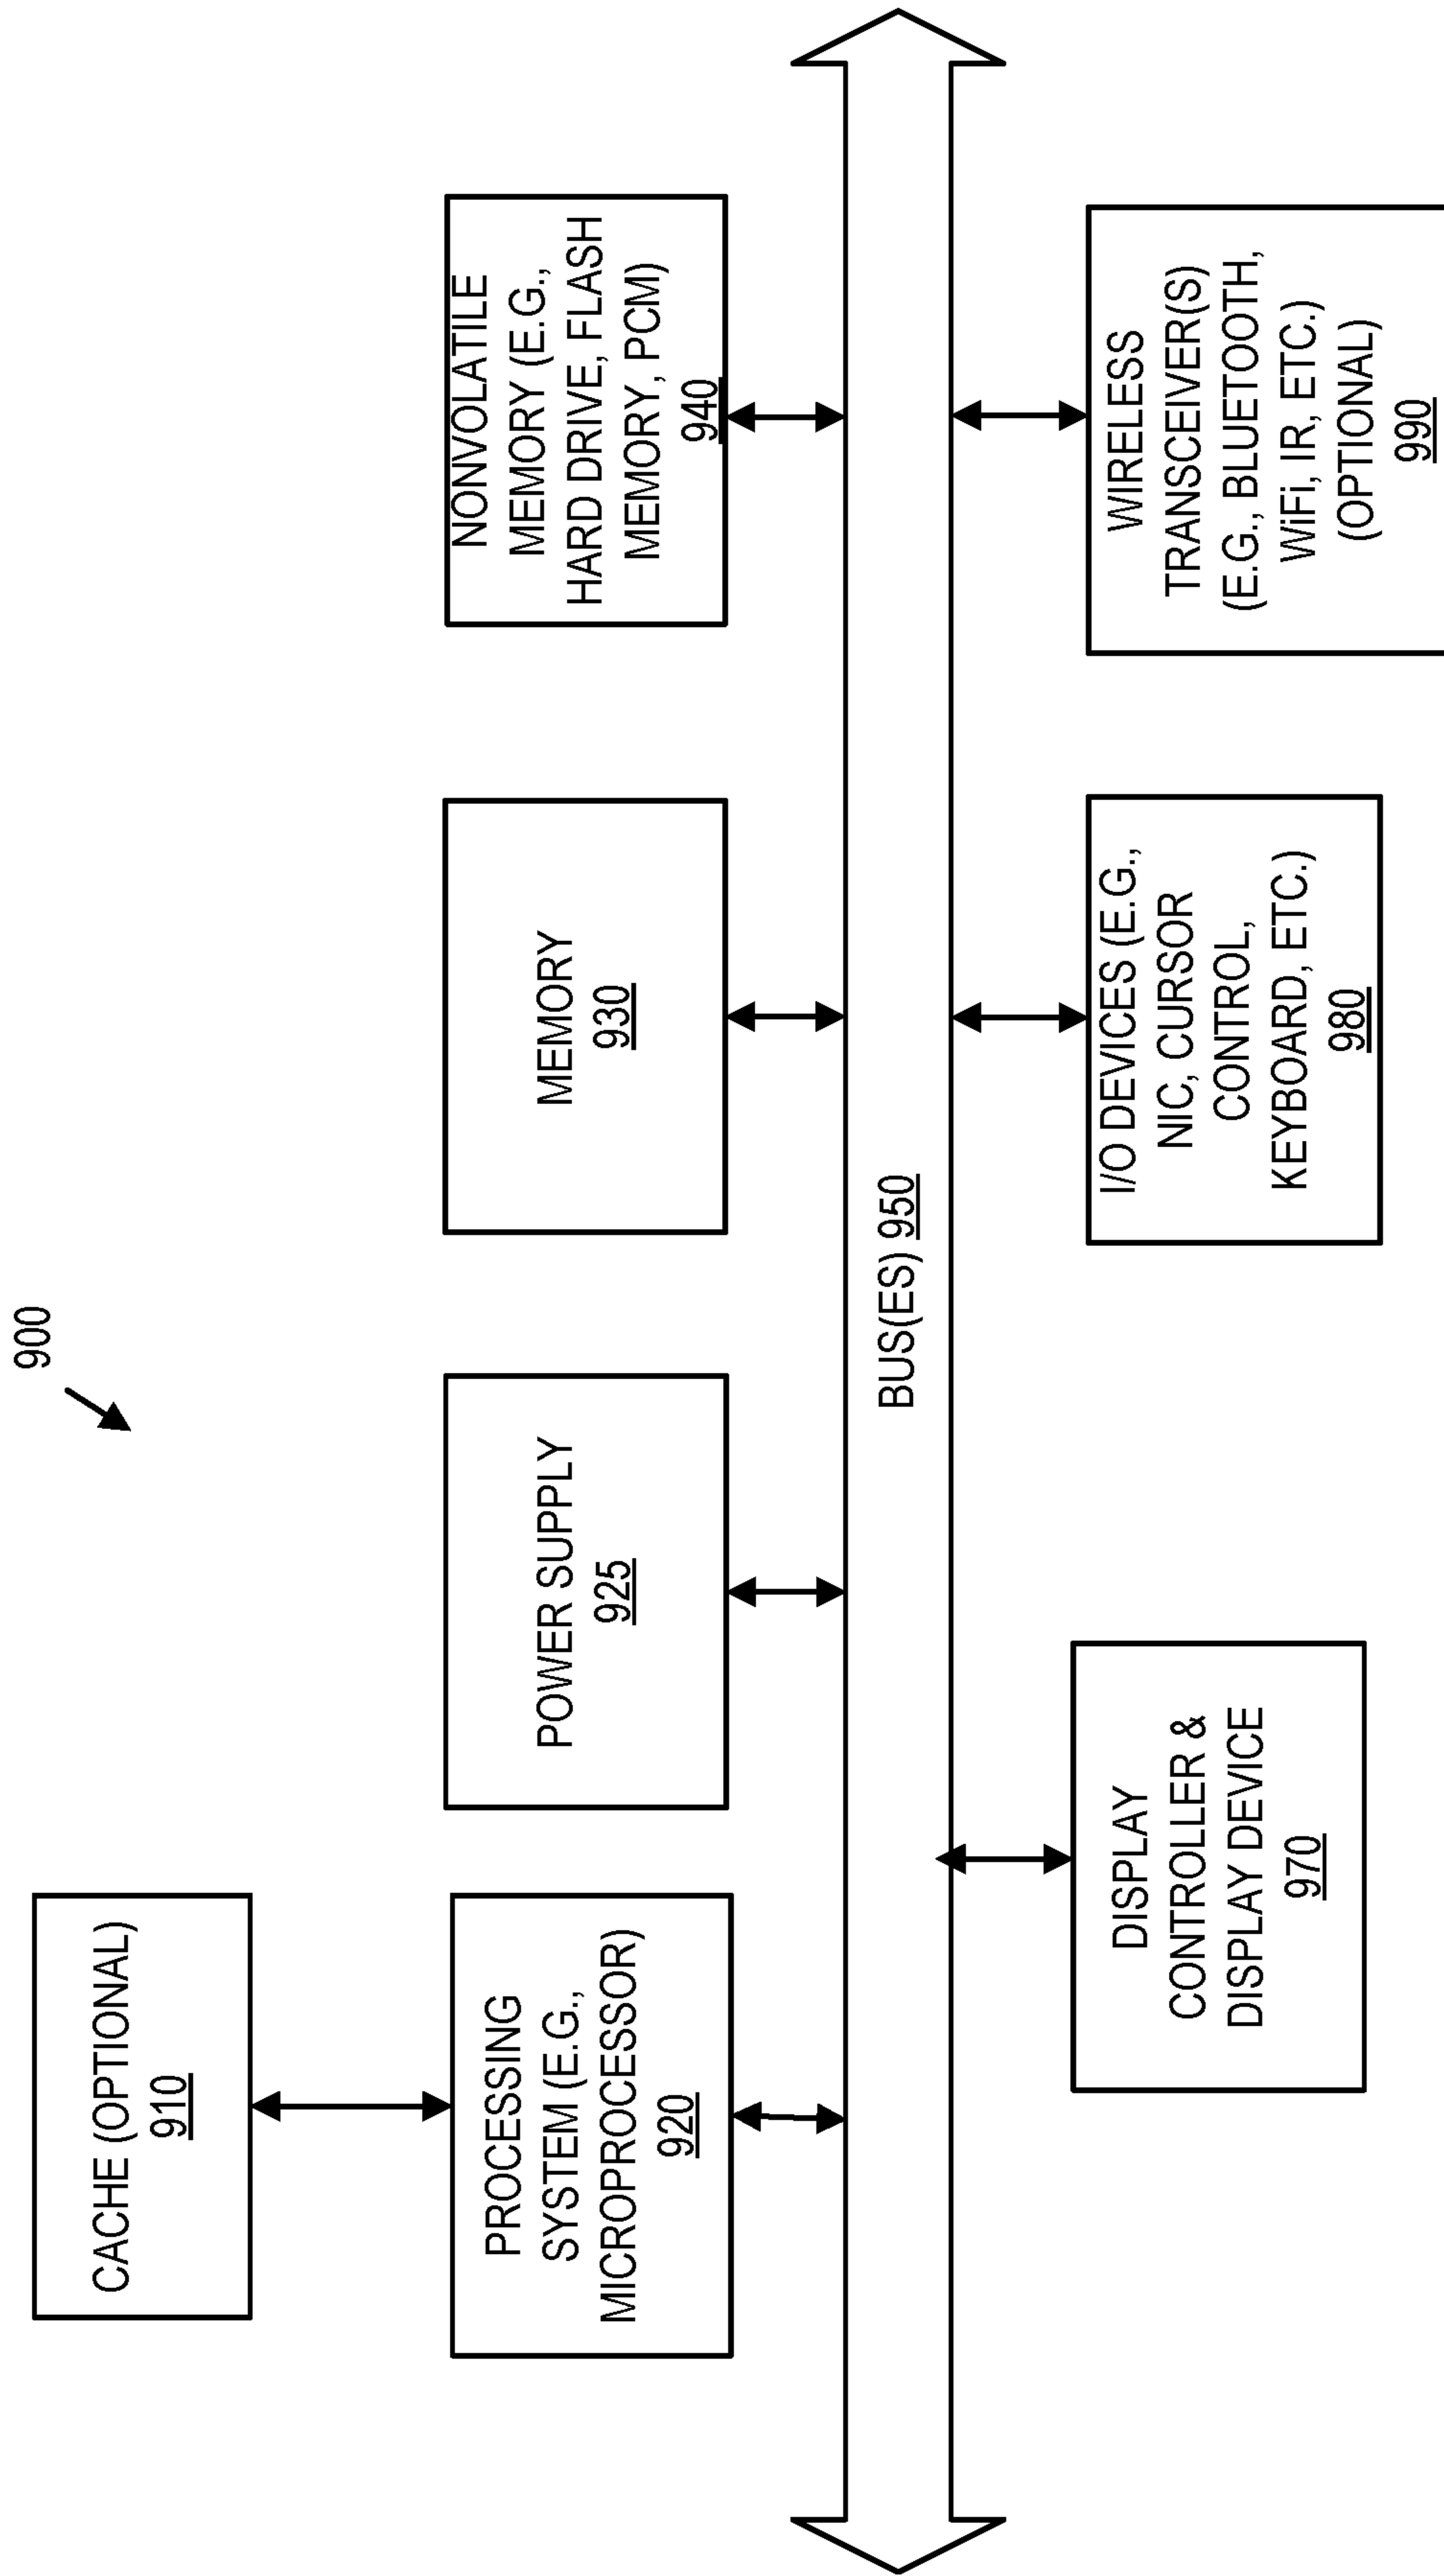 900
CACHE (OPTIONAL)
910
PROCESSING
SYSTEM (E.G.,
MICROPROCESSOR)
920
POWER SUPPLY
925
MEMORY
930
NONVOLATILE
MEMORY (E.G.,
HARD DRIVE, FLASH
MEMORY, PCM)
940
BUS(ES) 950
DISPLAY
CONTROLLER &
DISPLAY DEVICE
970
I/O DEVICES (E.G.,
NIC, CURSOR
CONTROL,
KEYBOARD, ETC.)
980
WIRELESS
TRANSCEIVER(S)
(E.G., BLUETOOTH,
WiFi, IR, ETC.)
(OPTIONAL)
990